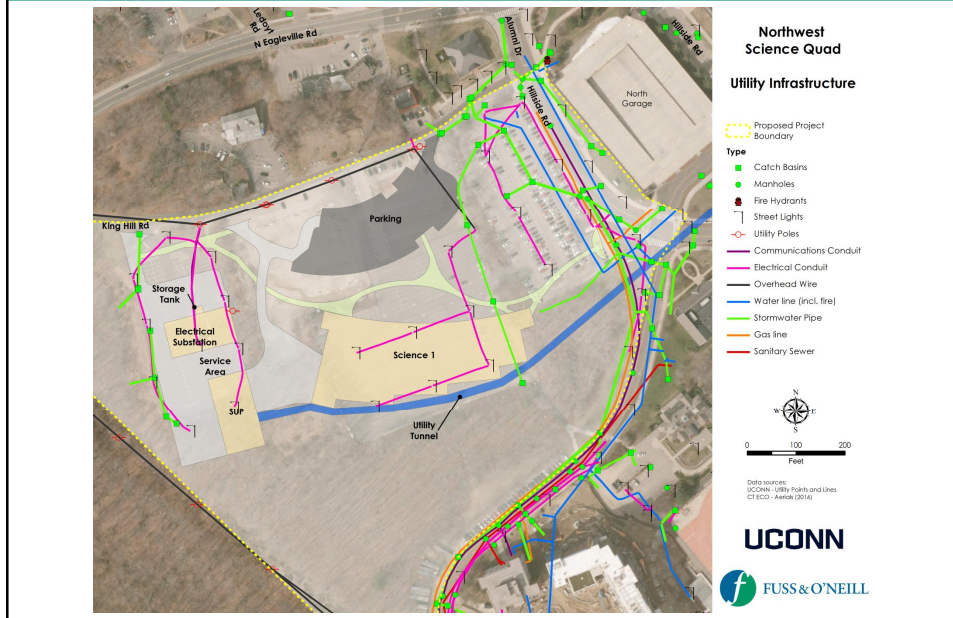 Ledoyt
Rd
N Eagleville Rd
Alumni Dr
Hillside Rd
Hillside Rd
North
Garage
King Hill Rd
Parking
Storage
Tank
Electrical
Substation
Service
Area
SUP
Science 1
Utility
Tunnel
Northwest
Science Quad
Utility Infrastructure
Proposed Project
Boundary
Type
Catch Basins
Manholes
Fire Hydrants
Street Lights
Utility Poles
Communications Conduit
Electrical Conduit
Overhead Wire
Water line (incl. fire)
Stormwater Pipe
Gas line
Sanitary Sewer
N
W E
S
0 100 200
Feet
Data sources:
UCONN - Utility Points and Lines
CT ECO - Aerials (2016)
UCONN
f FUSS & O'NEILL